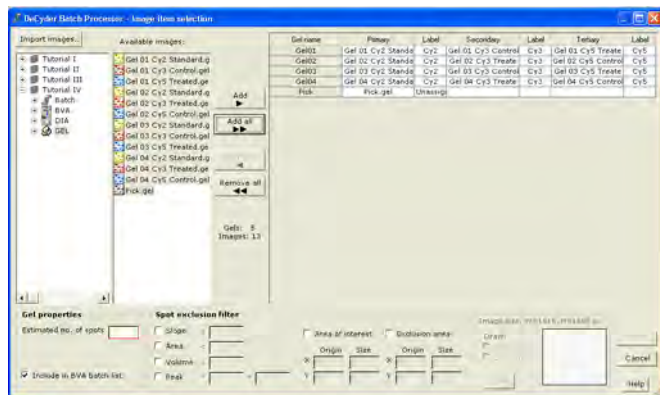 DeCyder Batch Processor - Image item selection
Import images...
Available images:
Tutorial I
Tutorial II
Tutorial III
Tutorial IV
Batch
BVA
DIA
GEL
Gel 01 Cy2 Standard.g
Gel 01 Cy3 Control.gel
Gel 01 Cy5 Treated.ge
Gel 02 Cy2 Standard.g
Gel 02 Cy3 Treated.ge
Gel 02 Cy5 Control.gel
Gel 03 Cy2 Standard.g
Gel 03 Cy3 Control.gel
Gel 03 Cy5 Treated.ge
Gel 04 Cy2 Standard.g
Gel 04 Cy3 Treated.ge
Gel 04 Cy5 Control.gel
Pick.gel
Add
Add all
Remove all
Gels: 5
Images: 13
Gel name Primary Label Secondary Label Tertiary Label
Gel01 Gel 01 Cy2 Standa Cy2 Gel 01 Cy3 Control Cy3 Gel 01 Cy5 Treate Cy5
Gel02 Gel 02 Cy2 Standa Cy2 Gel 02 Cy3 Treate Cy3 Gel 02 Cy5 Control Cy5
Gel03 Gel 03 Cy2 Standa Cy2 Gel 03 Cy3 Control Cy3 Gel 03 Cy5 Treate Cy5
Gel04 Gel 04 Cy2 Standa Cy2 Gel 04 Cy3 Treate Cy3 Gel 04 Cy5 Control Cy5
Pick Pick.gel Unassigi
Gel properties
Estimated no. of spots
Include in BVA batch list:
Spot exclusion filter
Slope <
Area <
Volume <
Peak < - <
Area of interest
Origin Size
X
Y
Exclusion area
Origin Size
X
Y
Draw
Cancel
Help